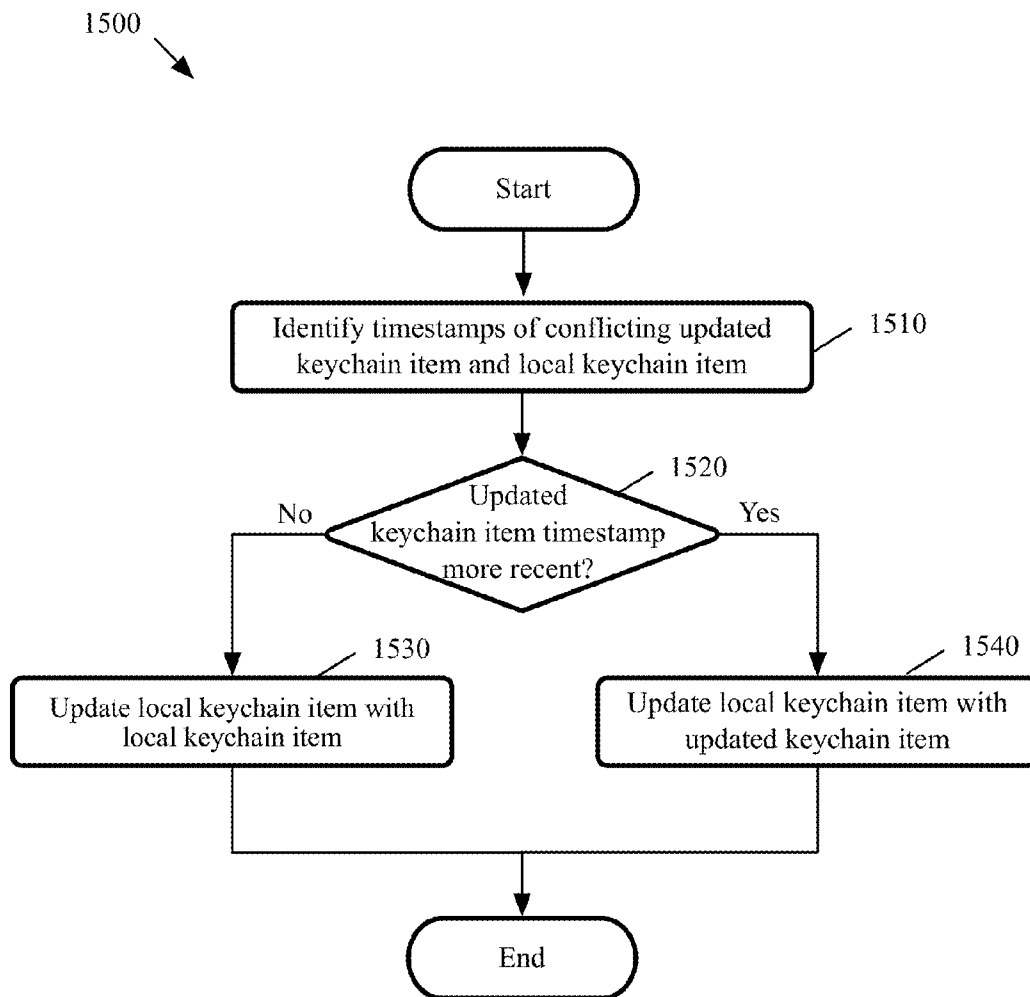 1500
Start
Identify timestamps of conflicting updated
keychain item and local keychain item
1510
1520
Updated
keychain item timestamp
more recent?
No
Yes
1530
Update local keychain item with
local keychain item
1540
Update local keychain item with
updated keychain item
End